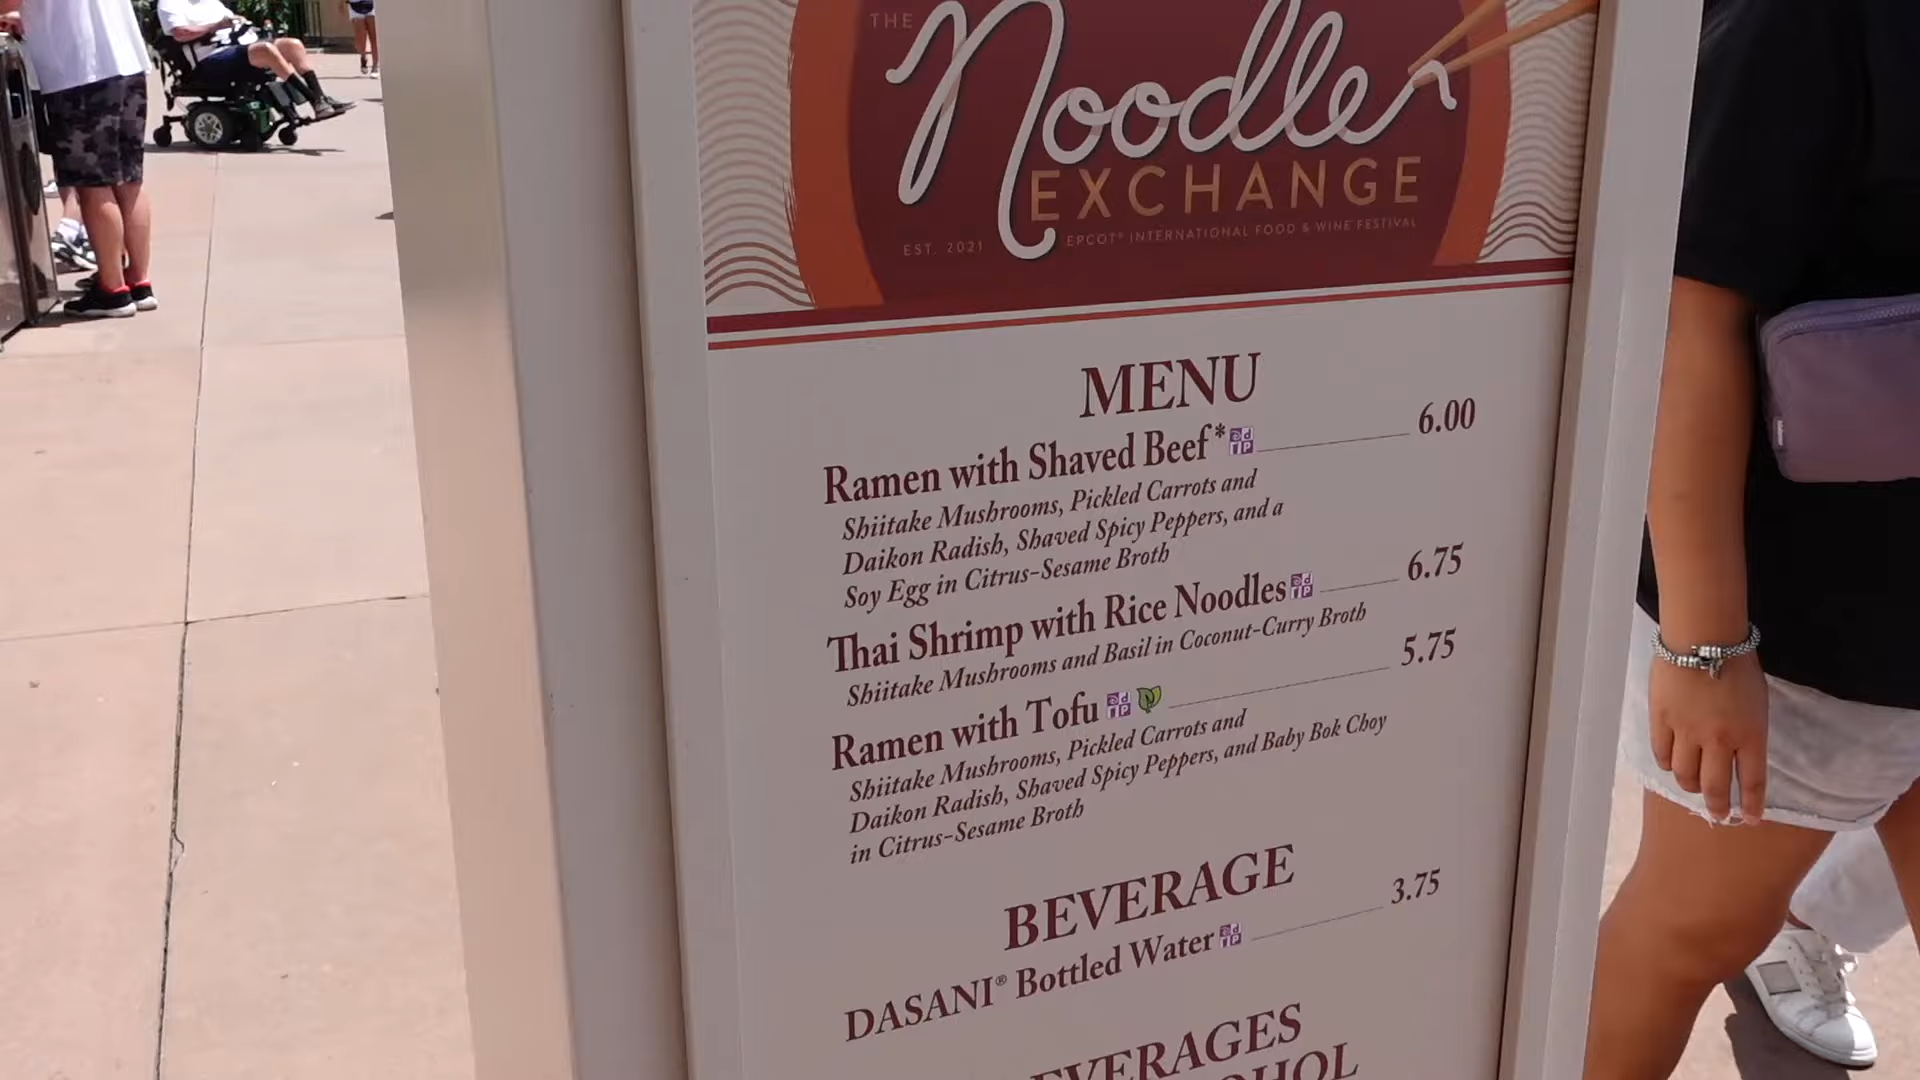 THE
Noodle
EXCHANGE
EST. 2021 EPCOT® INTERNATIONAL FOOD & WINE FESTIVAL
MENU
Ramen with Shaved Beef* 6.00
Shiitake Mushrooms, Pickled Carrots and
Daikon Radish, Shaved Spicy Peppers, and a
Soy Egg in Citrus-Sesame Broth
Thai Shrimp with Rice Noodles 6.75
Shiitake Mushrooms and Basil in Coconut-Curry Broth
Ramen with Tofu 5.75
Shiitake Mushrooms, Pickled Carrots and
Daikon Radish, Shaved Spicy Peppers, and Baby Bok Choy
in Citrus-Sesame Broth
BEVERAGE
DASANI® Bottled Water 3.75